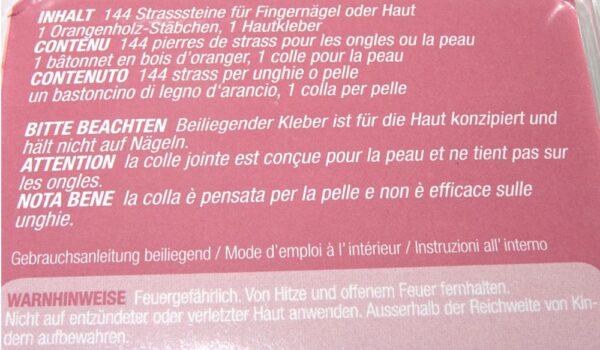 INHALT 144 Strasssteine für Fingernägel oder Haut
1 Orangenholz-Stäbchen, 1 Hautkleber
CONTENU 144 pierres de strass pour les ongles ou la peau
1 bâtonnet en bois d'oranger, 1 colle pour la peau
CONTENUTO 144 strass per unghie o pelle
un bastoncino di legno d'arancio, 1 colla per pelle
BITTE BEACHTEN Beiliegender Kleber ist für die Haut konzipiert und
hält nicht auf Nägeln.
ATTENTION la colle jointe est conçue pour la peau et ne tient pas sur
les ongles.
NOTA BENE la colla è pensata per la pelle e non è efficace sulle
unghie.
Gebrauchsanleitung beiliegend / Mode d'emploi à l'intérieur / Instruzioni all'interno
WARNHINWEISE Feuergefährlich. Von Hitze und offenem Feuer fernhalten.
Nicht auf entzündeter oder verletzter Haut anwenden. Ausserhalb der Reichweite von Kin-
dern aufbewahren.